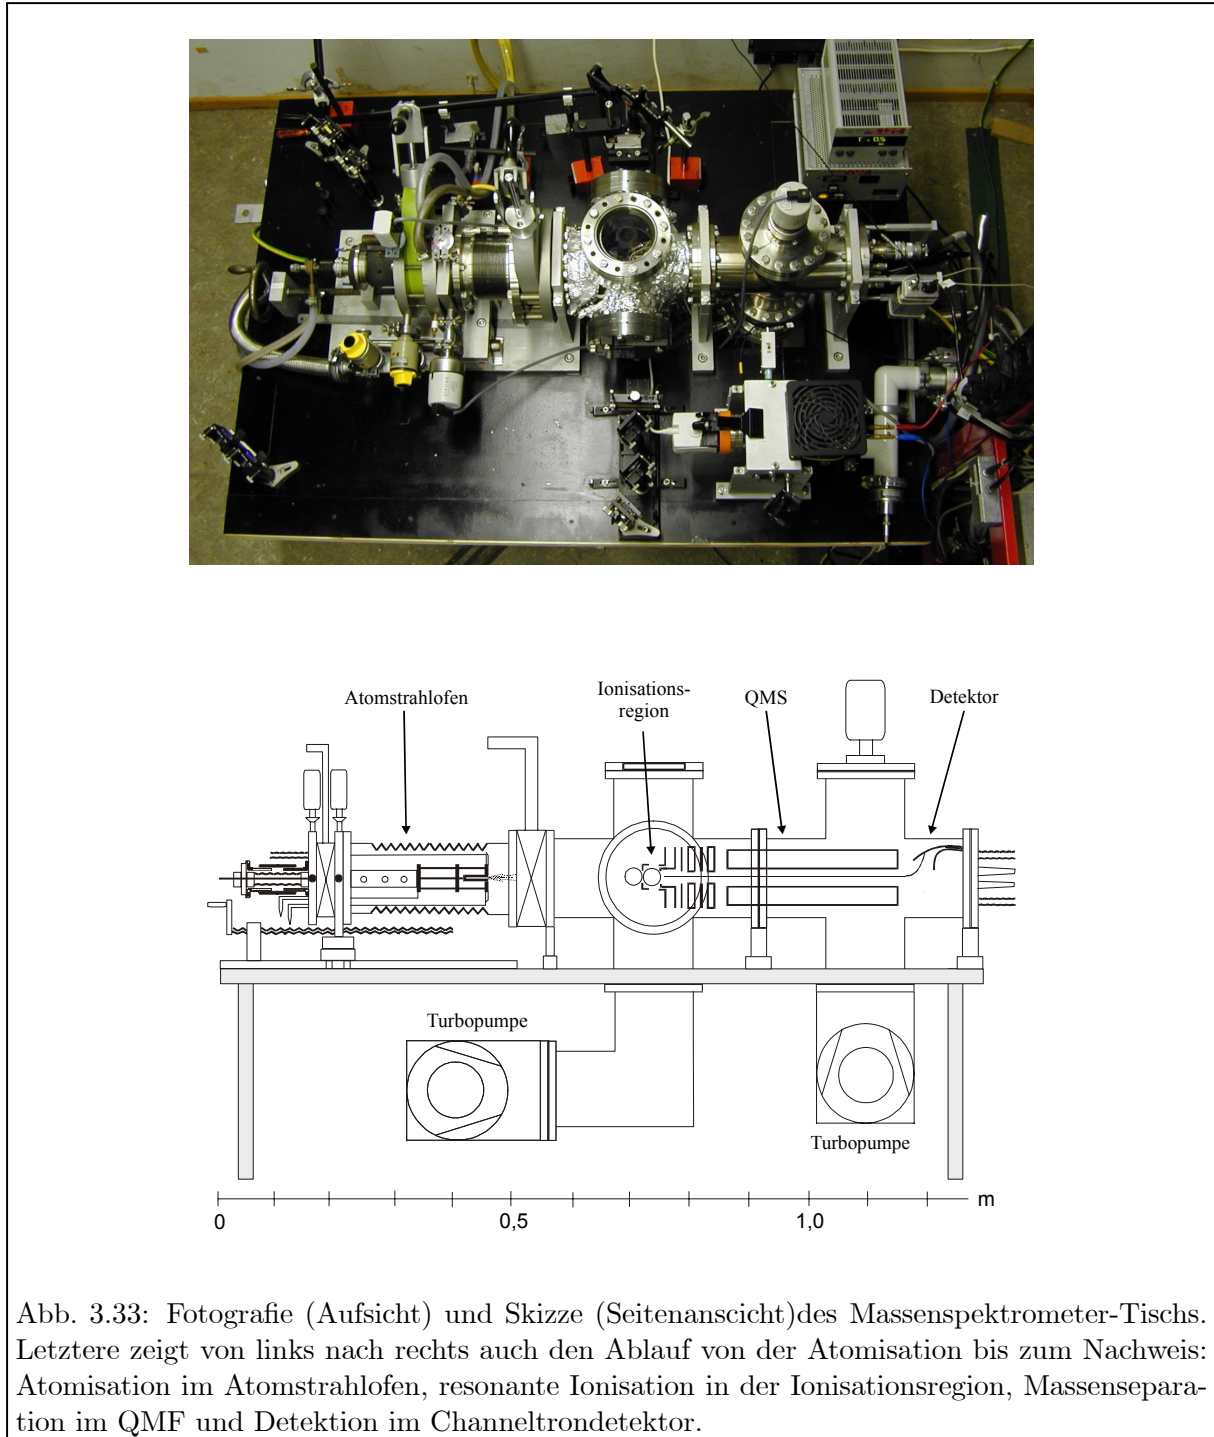 Atomstrahlofen
Ionisations-
region
QMS
Detektor
Turbopumpe
Turbopumpe
0
0,5
1,0
m
Abb. 3.33: Fotografie (Aufsicht) und Skizze (Seitenanscicht)des Massenspektrometer-Tischs.
Letztere zeigt von links nach rechts auch den Ablauf von der Atomisation bis zum Nachweis:
Atomisation im Atomstrahlofen, resonante Ionisation in der Ionisationsregion, Massensepara-
tion im QMF und Detektion im Channeltrondetektor.